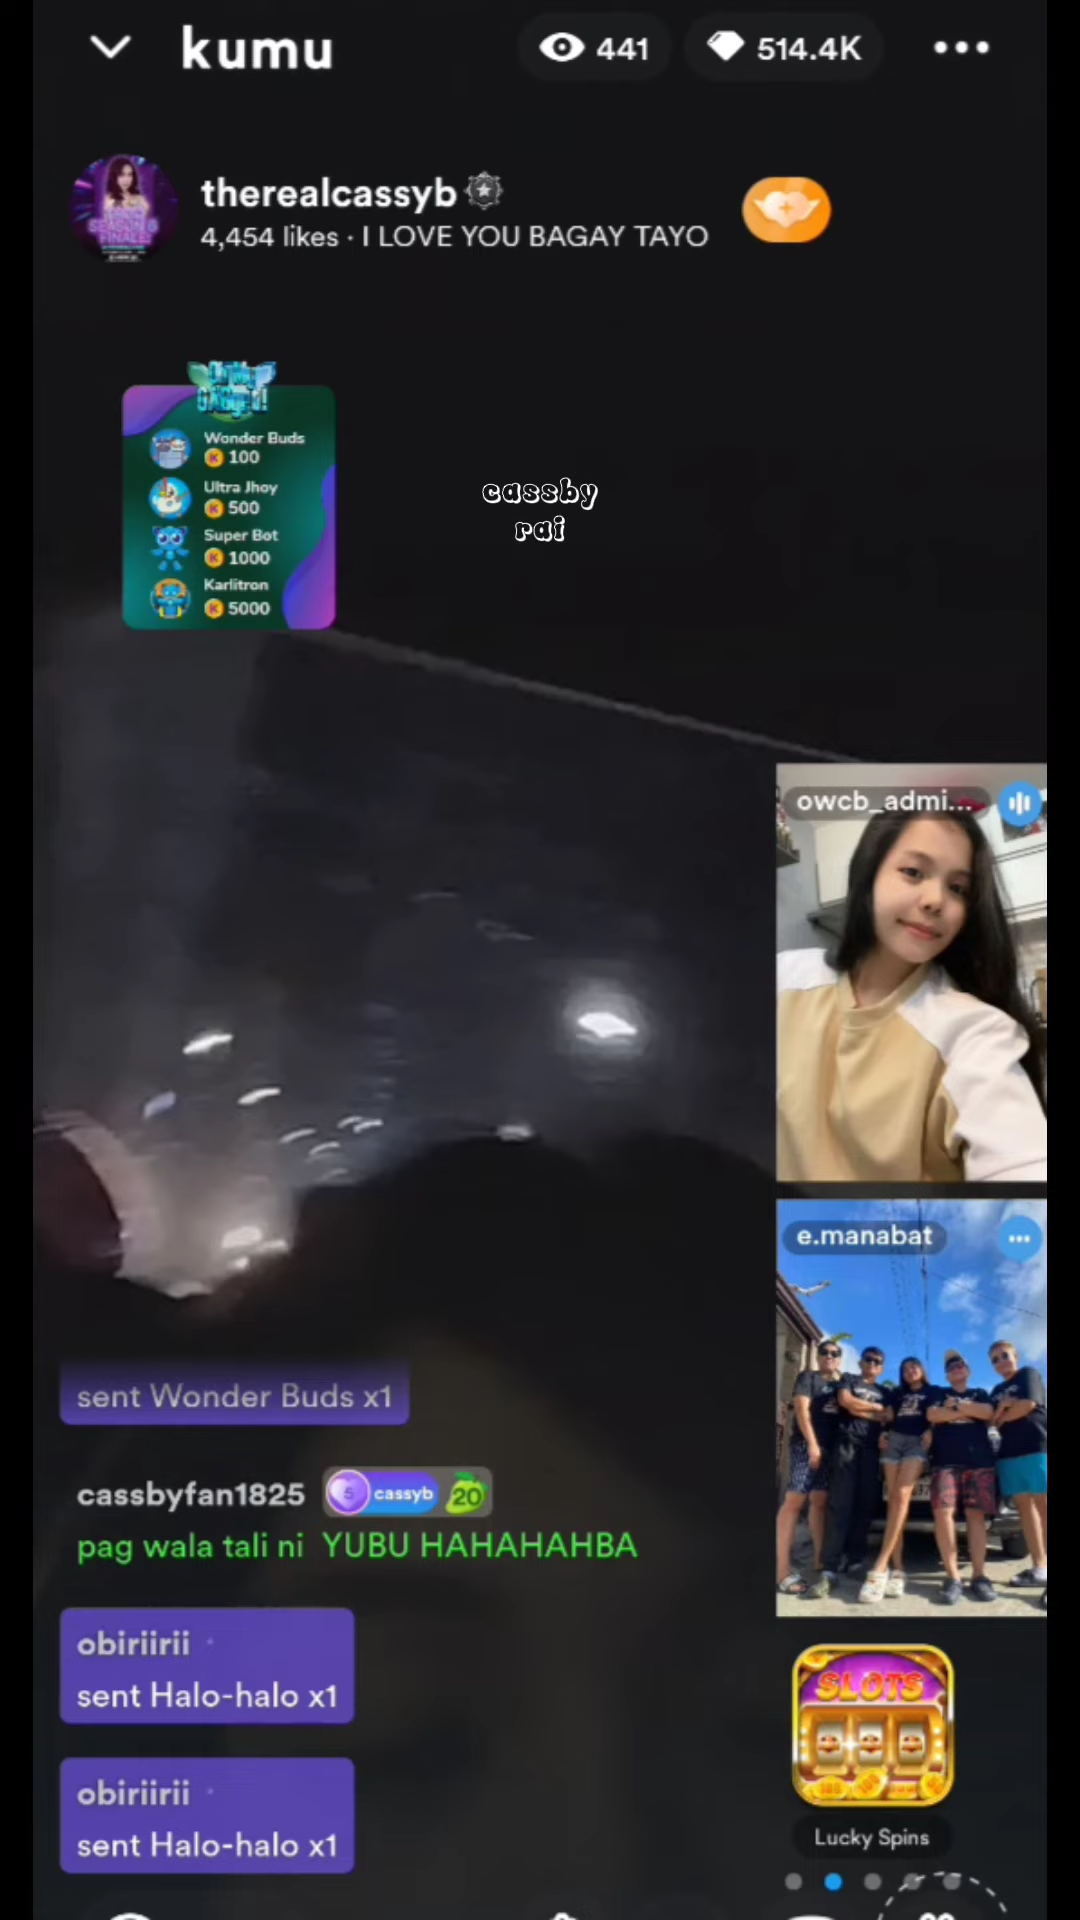 kumu
441
514.4K
therealcassyb
4,454 likes · I LOVE YOU BAGAY TAYO
Wonder Buds
100
Ultra Jhoy
500
Super Bot
1000
Karlitron
5000
cassby
rai
owcb_admi...
e.manabat
sent Wonder Buds x1
cassbyfan1825 5 cassyb 20
pag wala tali ni YUBU HAHAHAHBA
obiriirii
sent Halo-halo x1
obiriirii
sent Halo-halo x1
SLOTS
Lucky Spins